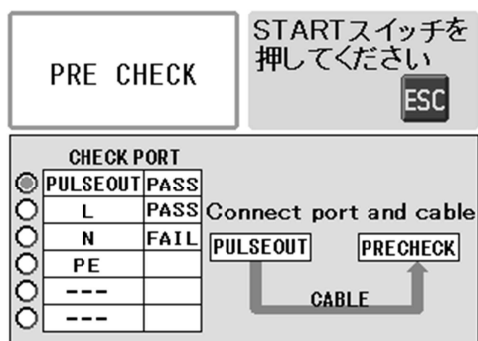 PRE CHECK
STARTスイッチを
押してください
ESC
CHECK PORT
PULSEOUT PASS
L PASS
N FAIL
PE
---
---
Connect port and cable
PULSEOUT PRECHECK
CABLE